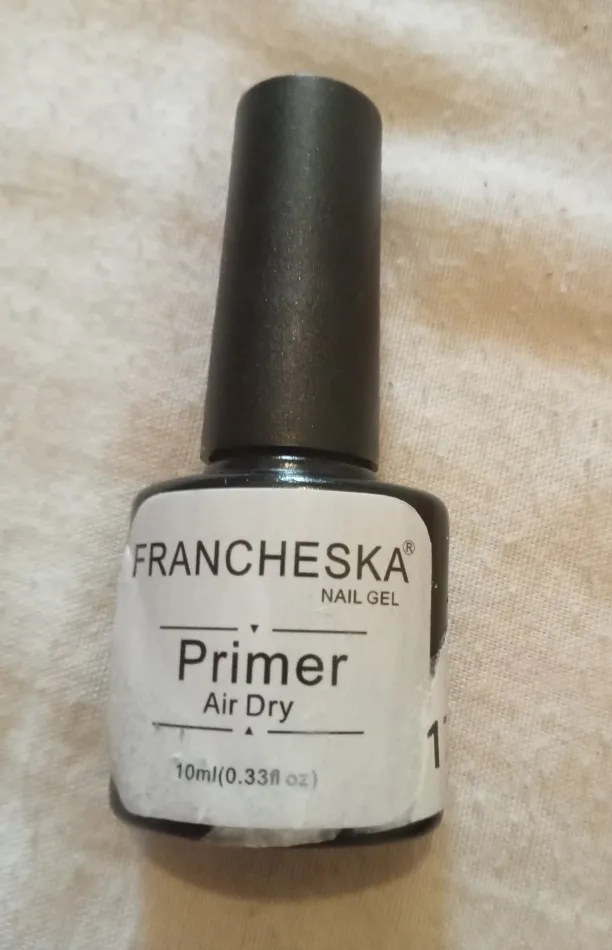 FRANCHESKA®
NAIL GEL
Primer
Air Dry
10ml(0.33fl oz)